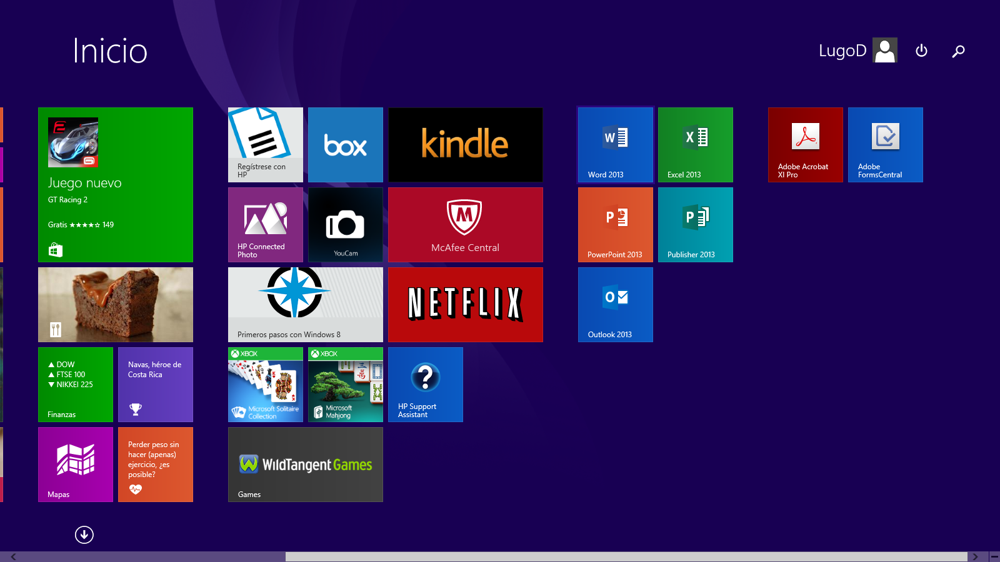 Inicio
LugoD
E
Juego nuevo
GT Racing 2
Gratis ★★★★☆ 149
Regístrese con
HP
box
kindle
W
Word 2013
X
Excel 2013
Adobe Acrobat
XI Pro
Adobe
FormsCentral
HP Connected
Photo
YouCam
M
McAfee Central
P
PowerPoint 2013
P
Publisher 2013
Primeros pasos con Windows 8
NETFLIX
O
Outlook 2013
▲ DOW
▲ FTSE 100
▼ NIKKEI 225
Finanzas
Navas, héroe de
Costa Rica
XBOX
Microsoft Solitaire
Collection
XBOX
Microsoft
Mahjong
?
HP Support
Assistant
Mapas
Perder peso sin
hacer (apenas)
ejercicio, ¿es
posible?
W WildTangent Games
Games